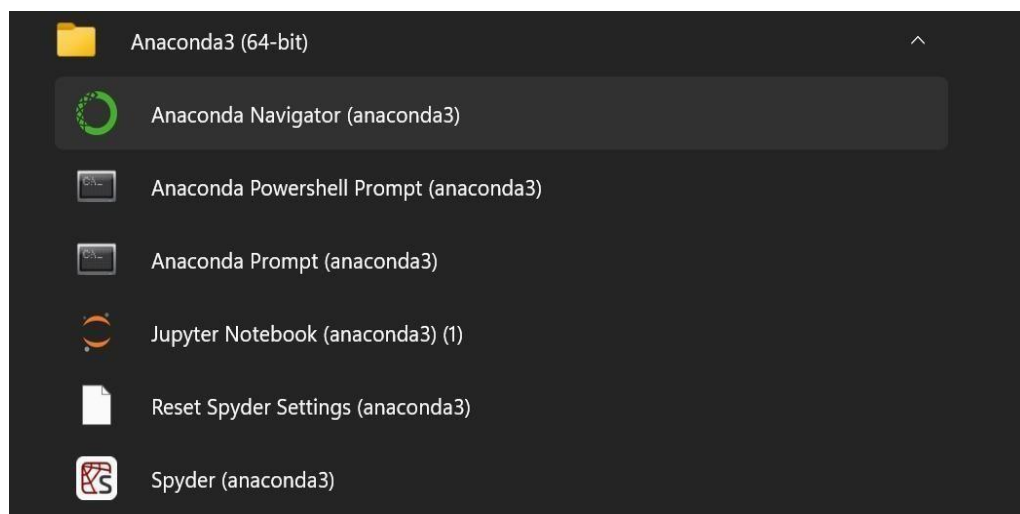 Anaconda3 (64-bit)
Anaconda Navigator (anaconda3)
Anaconda Powershell Prompt (anaconda3)
Anaconda Prompt (anaconda3)
Jupyter Notebook (anaconda3) (1)
Reset Spyder Settings (anaconda3)
Spyder (anaconda3)